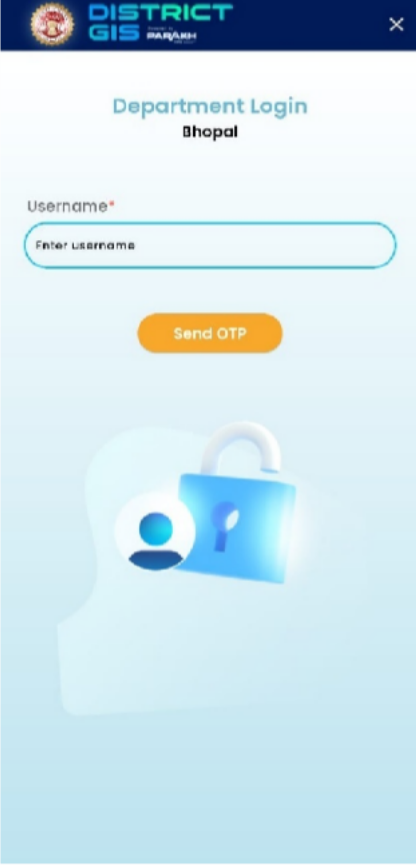 DISTRICT
GIS PARAKH
Department Login
Bhopal
Username*
Enter username
Send OTP